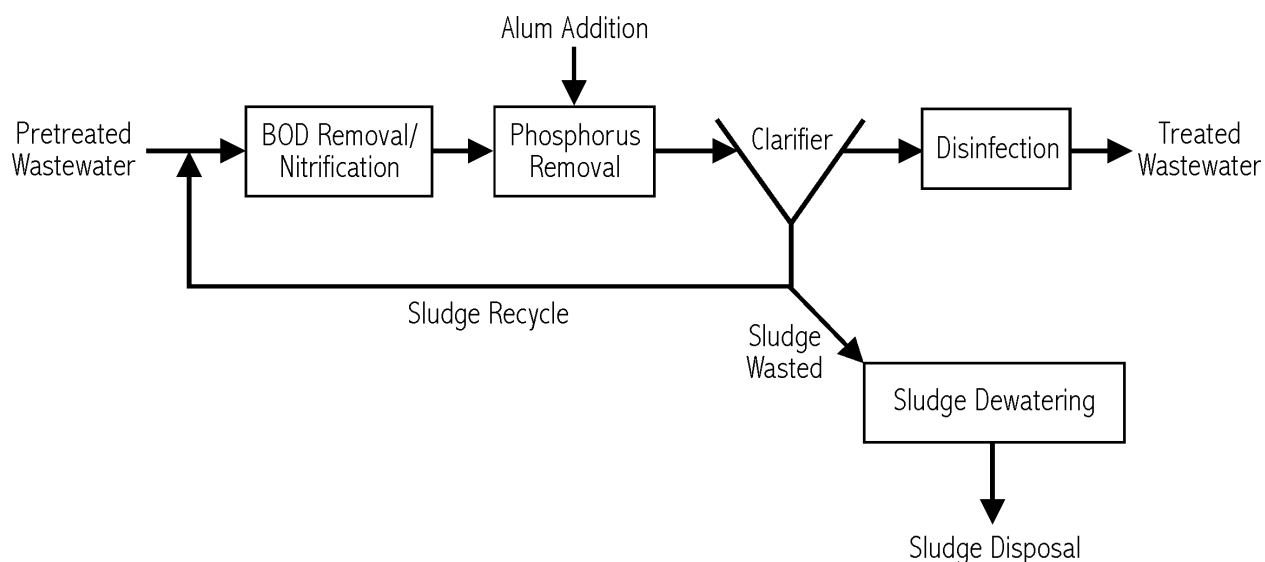 Alum Addition
Pretreated
Wastewater
BOD Removal/
Nitrification
Phosphorus
Removal
Clarifier
Disinfection
Treated
Wastewater
Sludge Recycle
Sludge
Wasted
Sludge Dewatering
Sludge Disposal